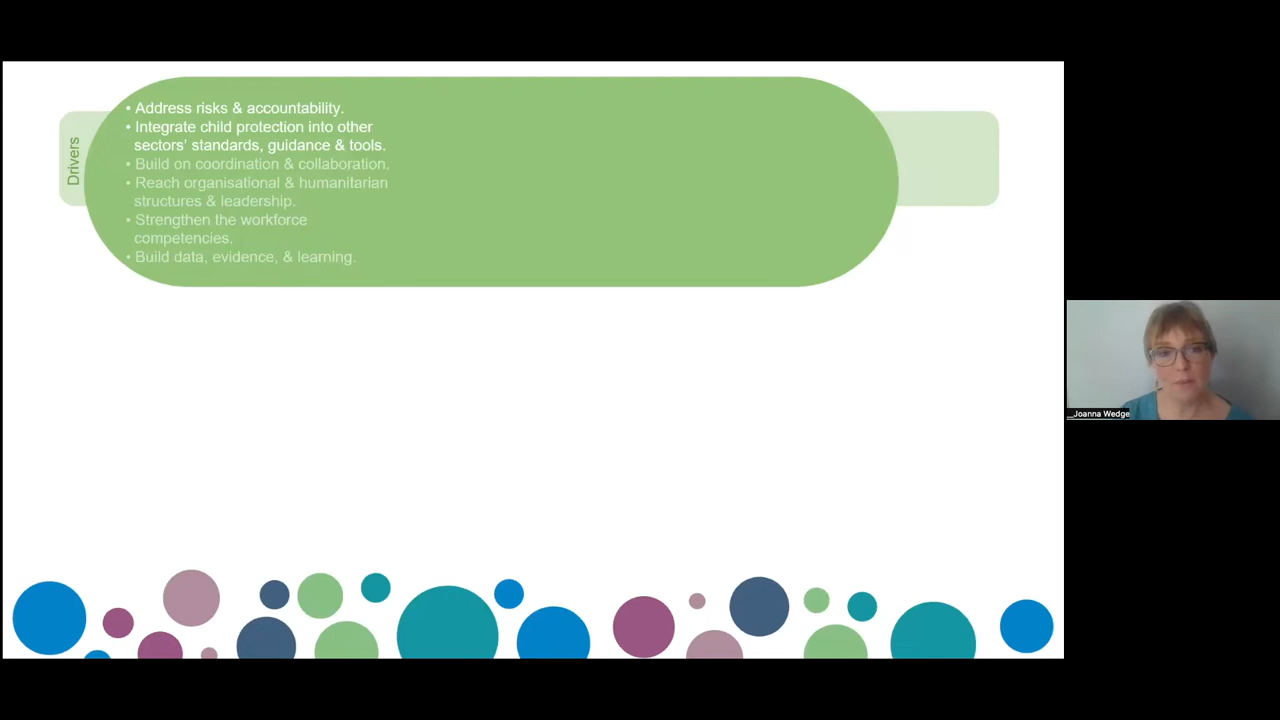 Drivers
• Address risks & accountability.
• Integrate child protection into other
sectors' standards, guidance & tools.
• Build on coordination & collaboration.
• Reach organisational & humanitarian
structures & leadership.
• Strengthen the workforce
competencies.
• Build data, evidence, & learning.
__Joanna Wedge